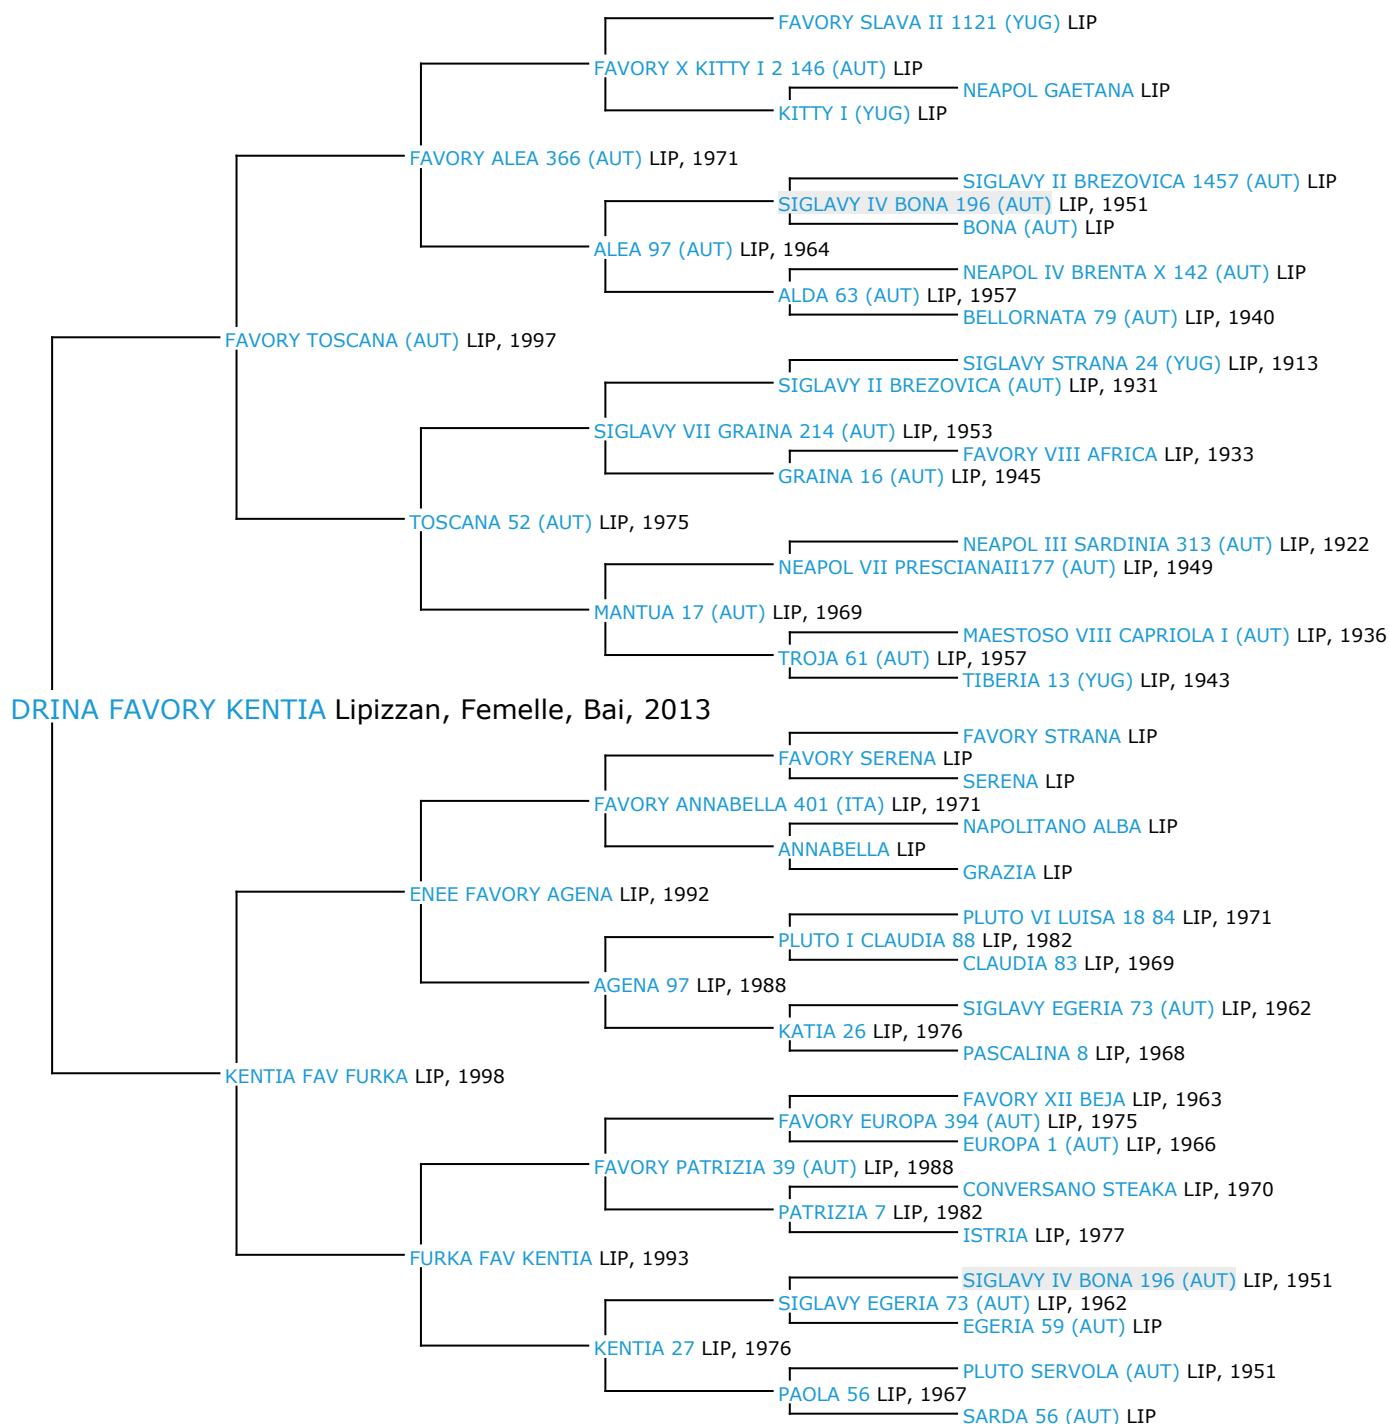 FAVORY SLAVA II 1121 (YUG) LIP
FAVORY X KITTY I 2 146 (AUT) LIP
NEAPOL GAETANA LIP
KITTY I (YUG) LIP
FAVORY ALEA 366 (AUT) LIP, 1971
SIGLAVY II BREZOVICA 1457 (AUT) LIP
SIGLAVY IV BONA 196 (AUT) LIP, 1951
BONA (AUT) LIP
ALEA 97 (AUT) LIP, 1964
NEAPOL IV BRENTA X 142 (AUT) LIP
ALDA 63 (AUT) LIP, 1957
BELLORNATA 79 (AUT) LIP, 1940
FAVORY TOSCANA (AUT) LIP, 1997
SIGLAVY STRANA 24 (YUG) LIP, 1913
SIGLAVY II BREZOVICA (AUT) LIP, 1931
SIGLAVY VII GRAINA 214 (AUT) LIP, 1953
FAVORY VIII AFRICA LIP, 1933
GRAINA 16 (AUT) LIP, 1945
TOSCANA 52 (AUT) LIP, 1975
NEAPOL III SARDINIA 313 (AUT) LIP, 1922
NEAPOL VII PRESCIANAII177 (AUT) LIP, 1949
MANTUA 17 (AUT) LIP, 1969
MAESTOSO VIII CAPRIOLA I (AUT) LIP, 1936
TROJA 61 (AUT) LIP, 1957
TIBERIA 13 (YUG) LIP, 1943
DRINA FAVORY KENTIA Lipizzan, Femelle, Bai, 2013
FAVORY STRANA LIP
FAVORY SERENA LIP
SERENA LIP
FAVORY ANNABELLA 401 (ITA) LIP, 1971
NAPOLITANO ALBA LIP
ANNABELLA LIP
GRAZIA LIP
ENEE FAVORY AGENA LIP, 1992
PLUTO VI LUISA 18 84 LIP, 1971
PLUTO I CLAUDIA 88 LIP, 1982
CLAUDIA 83 LIP, 1969
AGENA 97 LIP, 1988
SIGLAVY EGERIA 73 (AUT) LIP, 1962
KATIA 26 LIP, 1976
PASCALINA 8 LIP, 1968
KENTIA FAV FURKA LIP, 1998
FAVORY XII BEJA LIP, 1963
FAVORY EUROPA 394 (AUT) LIP, 1975
EUROPA 1 (AUT) LIP, 1966
FAVORY PATRIZIA 39 (AUT) LIP, 1988
CONVERSANO STEAKA LIP, 1970
PATRIZIA 7 LIP, 1982
ISTRIA LIP, 1977
FURKA FAV KENTIA LIP, 1993
SIGLAVY IV BONA 196 (AUT) LIP, 1951
SIGLAVY EGERIA 73 (AUT) LIP, 1962
EGERIA 59 (AUT) LIP
KENTIA 27 LIP, 1976
PLUTO SERVOLA (AUT) LIP, 1951
PAOLA 56 LIP, 1967
SARDA 56 (AUT) LIP